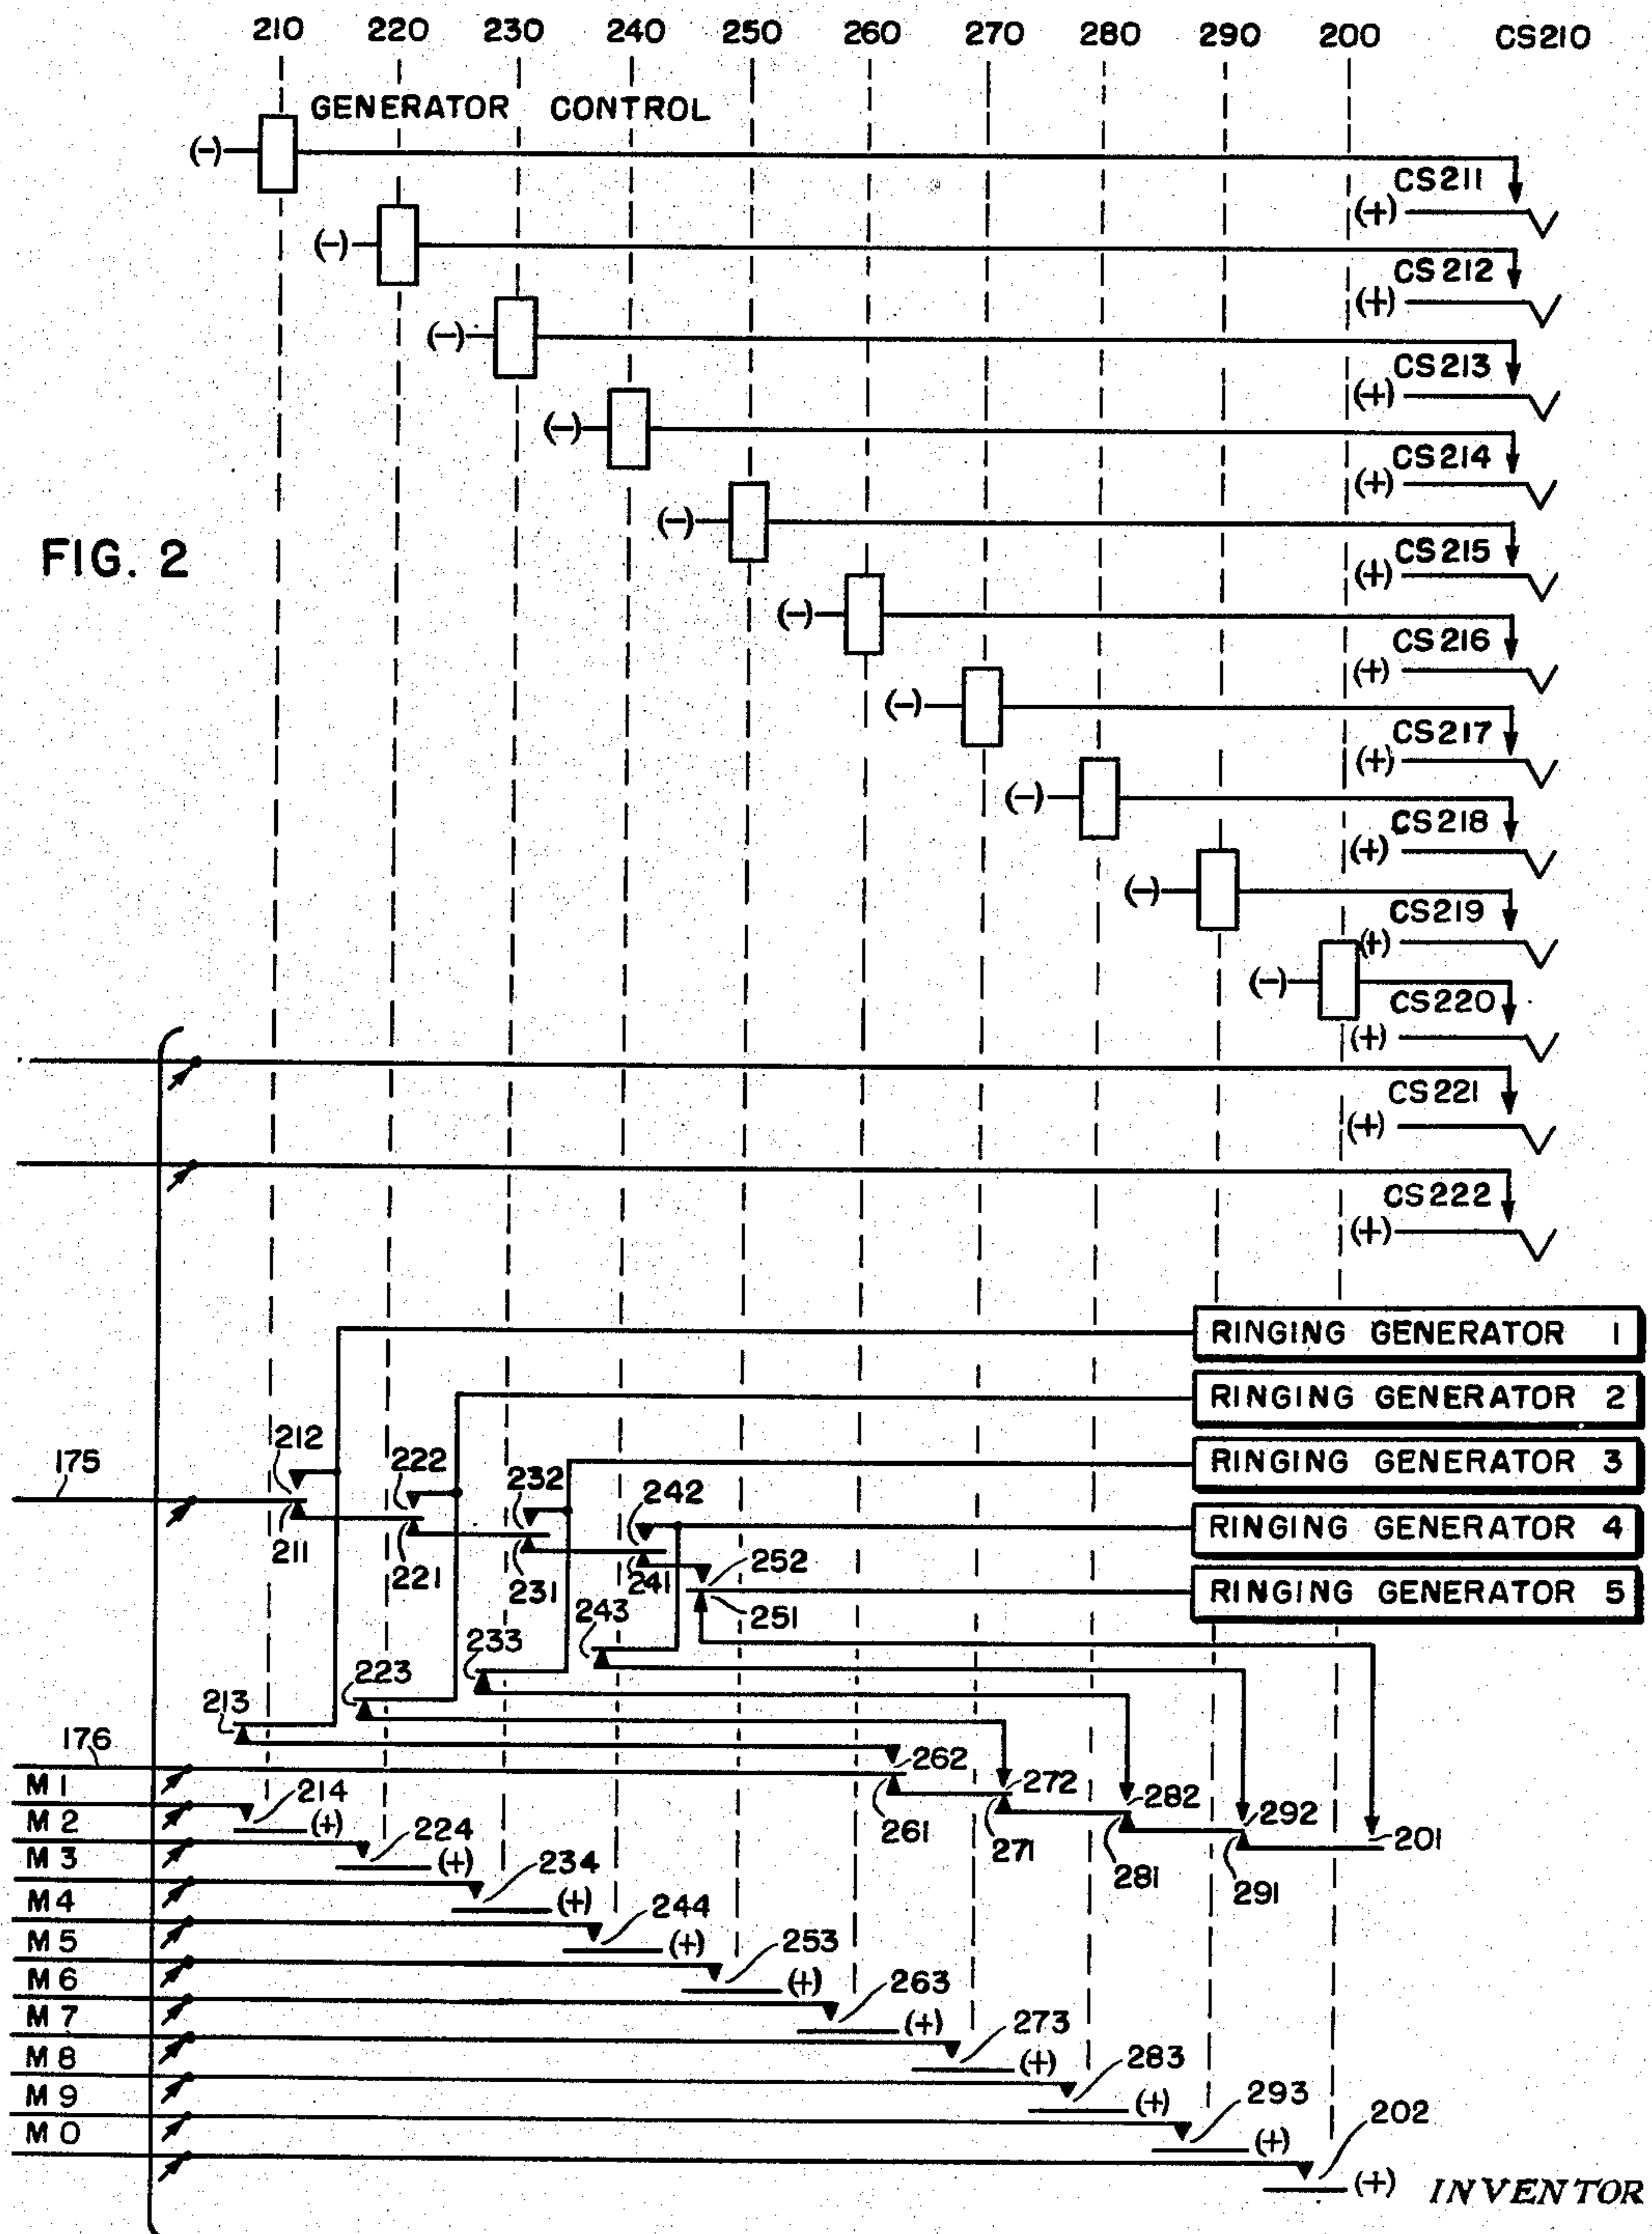 210 220 230 240 250 260 270 280 290 200 CS210
GENERATOR CONTROL
(-)
CS211
(+)
(-)
CS212
(+)
(-)
CS213
(+)
(-)
CS214
(+)
(-)
CS215
(+)
FIG. 2
(-)
CS216
(+)
(-)
CS217
(+)
(-)
CS218
(+)
(-)
CS219
(+)
(-)
CS220
(+)
CS221
(+)
CS222
(+)
RINGING GENERATOR 1
RINGING GENERATOR 2
212
175 222 RINGING GENERATOR 3
232 242
RINGING GENERATOR 4
211 221 231 241 252
RINGING GENERATOR 5
243 251
233
223
213
176 262
M1 214 272 282
M2 (+) 224 261 271 292 201
M3 (+) 234 281 291
M4 (+) 244
M5 (+) 253
M6 (+) 263
M7 (+) 273
M8 (+) 283
M9 (+) 293
M0 (+) 202
(+) INVENTOR